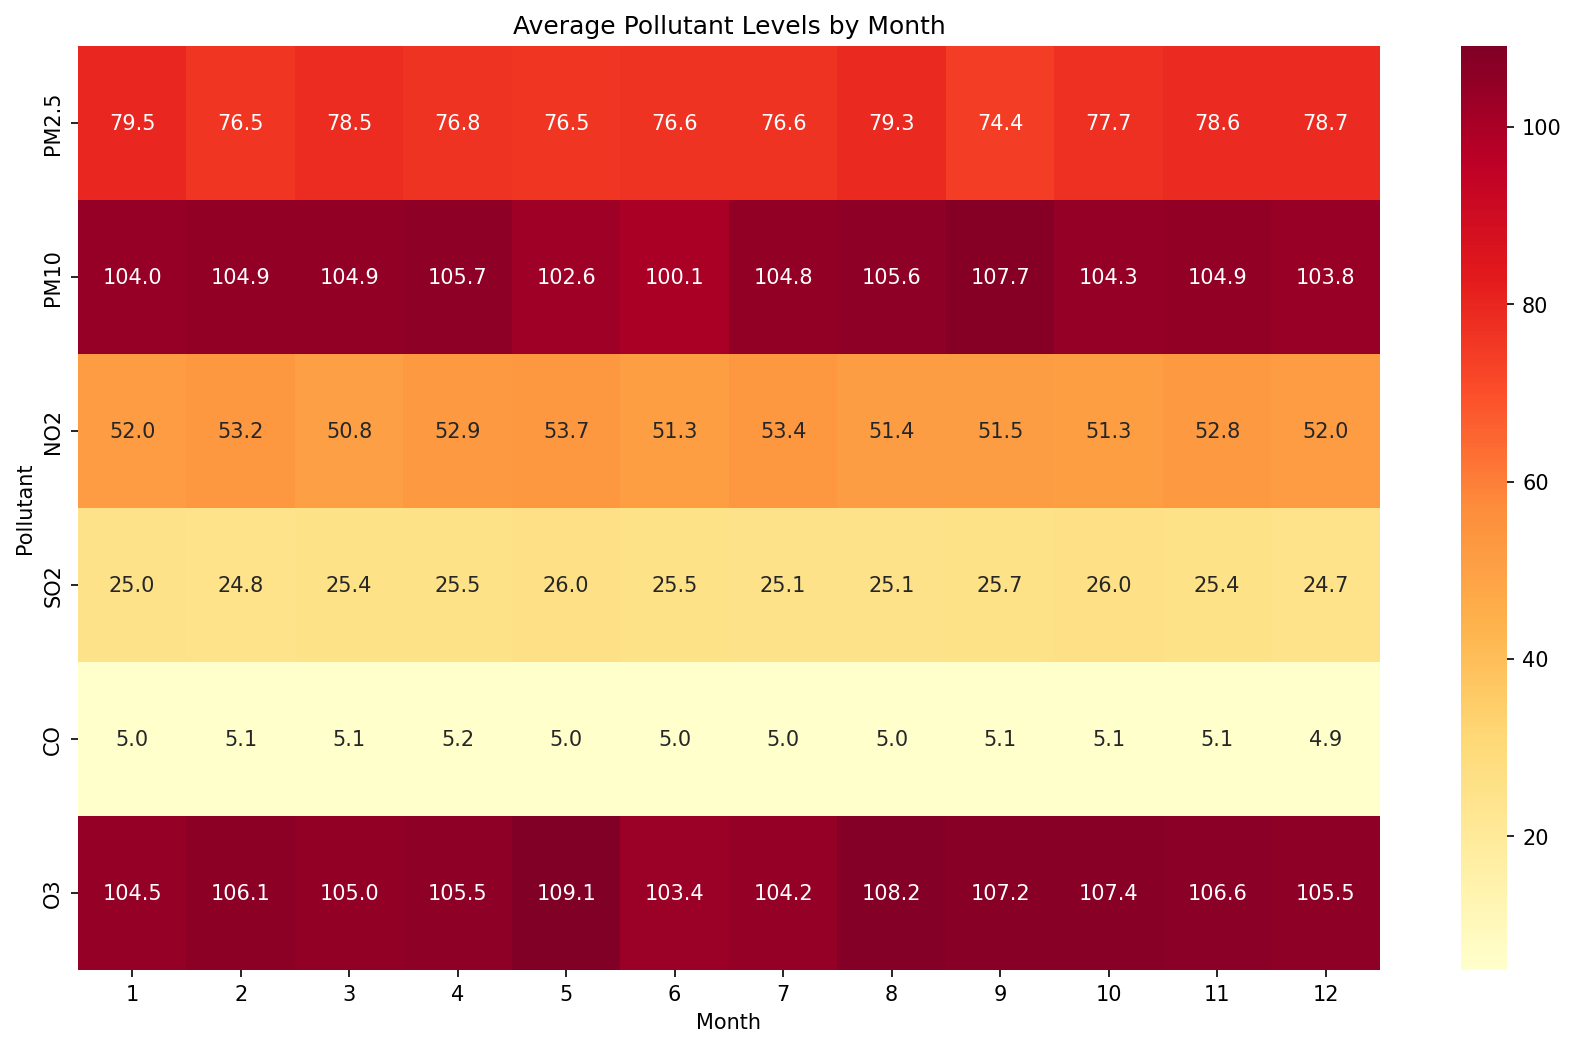 Average Pollutant Levels by Month
Pollutant
PM2.5 79.5 76.5 78.5 76.8 76.5 76.6 76.6 79.3 74.4 77.7 78.6 78.7
PM10 104.0 104.9 104.9 105.7 102.6 100.1 104.8 105.6 107.7 104.3 104.9 103.8
NO2 52.0 53.2 50.8 52.9 53.7 51.3 53.4 51.4 51.5 51.3 52.8 52.0
SO2 25.0 24.8 25.4 25.5 26.0 25.5 25.1 25.1 25.7 26.0 25.4 24.7
CO 5.0 5.1 5.1 5.2 5.0 5.0 5.0 5.0 5.1 5.1 5.1 4.9
O3 104.5 106.1 105.0 105.5 109.1 103.4 104.2 108.2 107.2 107.4 106.6 105.5
1 2 3 4 5 6 7 8 9 10 11 12
Month
100
80
60
40
20